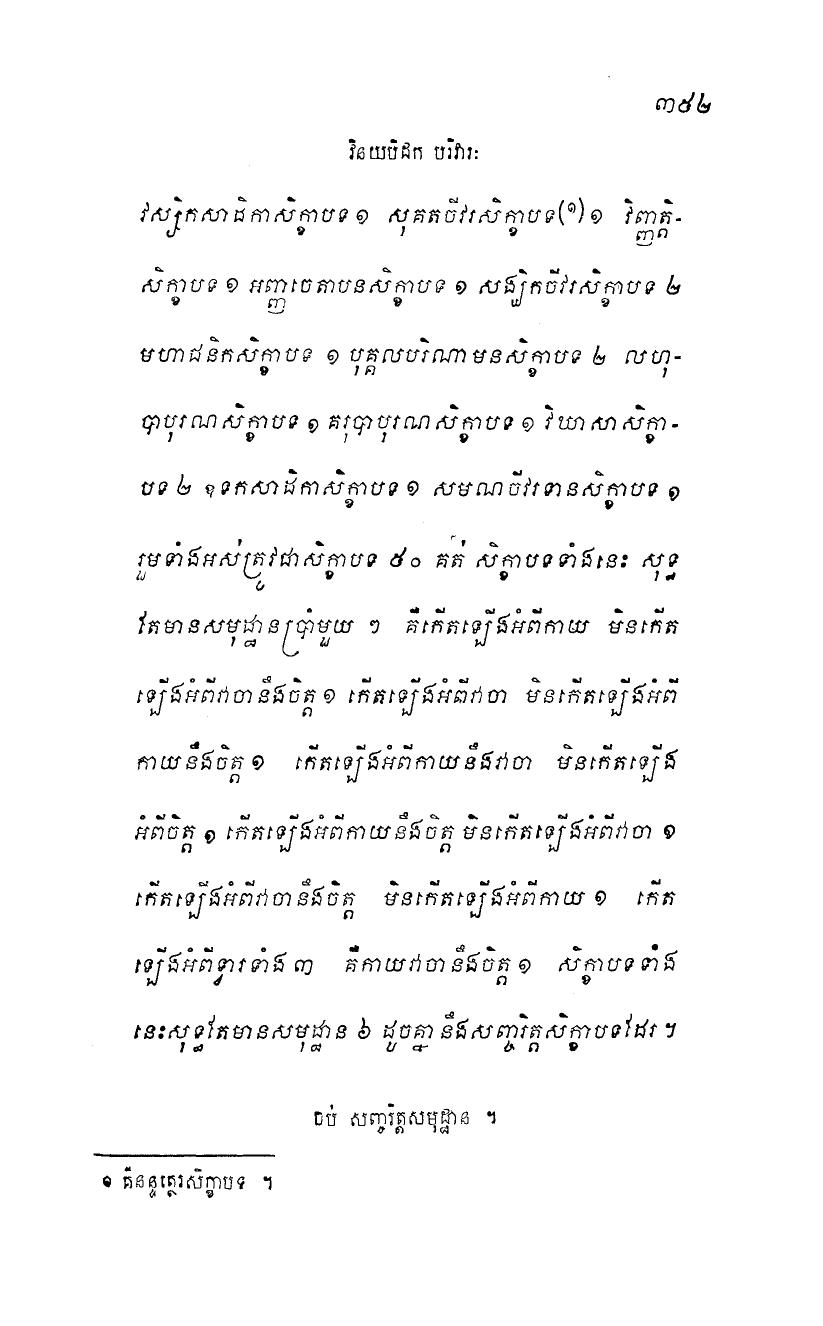 ៣៥២
វិនយបិដក បរិវារៈ
វស្សិកសាដិកាសិក្ខាបទ ១ សុគតចីវរសិក្ខាបទ(១) ១ វិញ្ញត្តិ-
សិក្ខាបទ ១ អញ្ញចេតាបនសិក្ខាបទ ១ សង្ឃិកចីវរសិក្ខាបទ ២
មហាជនិកសិក្ខាបទ ១ បុគ្គលបរិណាមនសិក្ខាបទ ២ លហុ-
បាបុរណសិក្ខាបទ ១ គរុបាបុរណសិក្ខាបទ ១ វិឃាសាសិក្ខា-
បទ ២ ឧទកសាដិកាសិក្ខាបទ ១ សមណចីវរទានសិក្ខាបទ ១
រួមទាំងអស់ត្រូវជាសិក្ខាបទ ៥០ គត់ សិក្ខាបទទាំងនេះ សុទ្ធ
តែមានសមុដ្ឋានប្រាំមួយ ៗ គឺកើតឡើងអំពីកាយ មិនកើត
ឡើងអំពីវាចានឹងចិត្ត ១ កើតឡើងអំពីវាចា មិនកើតឡើងអំពី
កាយនឹងចិត្ត ១ កើតឡើងអំពីកាយនឹងវាចា មិនកើតឡើង
អំពីចិត្ត ១ កើតឡើងអំពីកាយនឹងចិត្ត មិនកើតឡើងអំពីវាចា ១
កើតឡើងអំពីវាចានឹងចិត្ត មិនកើតឡើងអំពីកាយ ១ កើត
ឡើងអំពីទ្វារទាំង ៣ គឺកាយវាចានឹងចិត្ត ១ សិក្ខាបទទាំង
នេះសុទ្ធតែមានសមុដ្ឋាន ៦ ដូចគ្នានឹងសញ្ចរិត្តសិក្ខាបទដែរ ។
ចប់ សញ្ចរិត្តសមុដ្ឋាន ។
១ គឺនន្ទត្ថេរសិក្ខាបទ ។